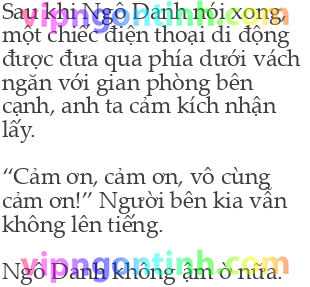 Sau khi Ngô Danh nói xong,
một chiếc điện thoại di động
được đưa qua phía dưới vách
ngăn với gian phòng bên
cạnh, anh ta cảm kích nhận
lấy.
“Cảm ơn, cảm ơn, vô cùng
cảm ơn!” Người bên kia vẫn
không lên tiếng.
vipngontinh.com
Ngô Danh không ậm ờ nữa.